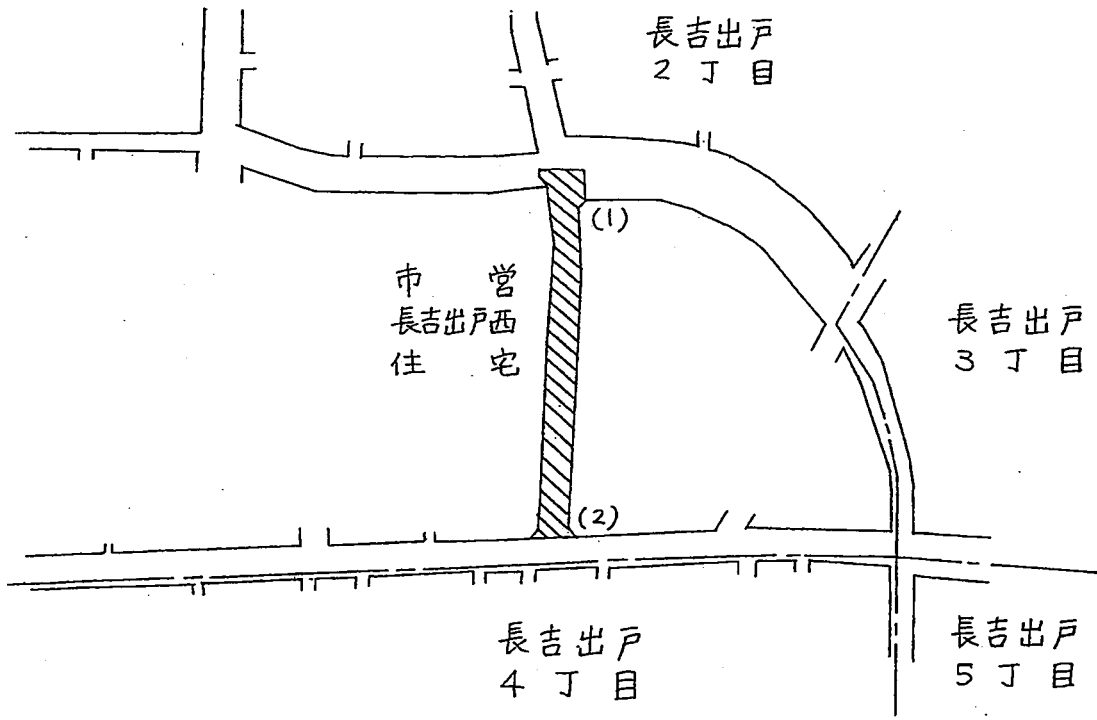 長吉出戸
２丁目
(1)
市営
長吉出戸西
住宅
長吉出戸
３丁目
(2)
長吉出戸
４丁目
長吉出戸
５丁目